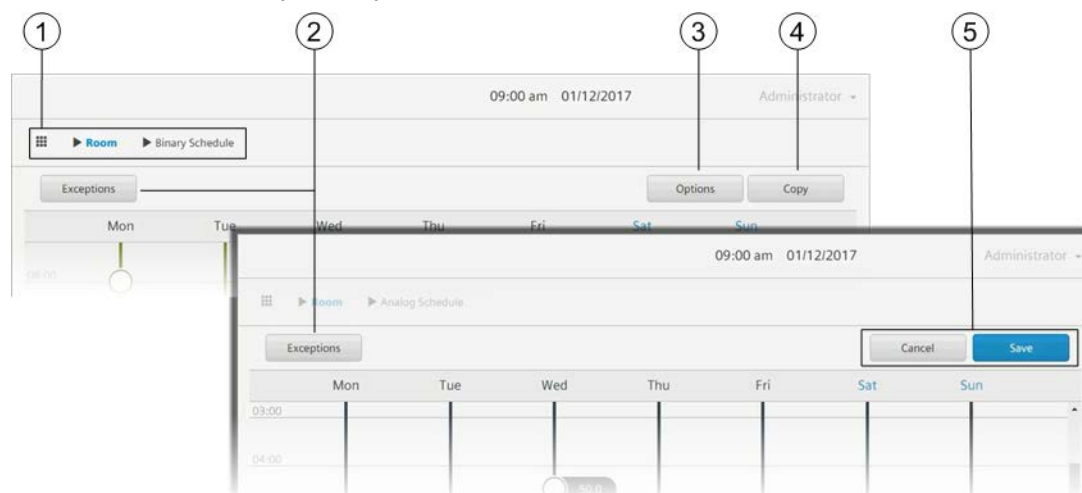 1 2 3 4 5
09:00 am 01/12/2017 Administrator
Room Binary Schedule
Exceptions Options Copy
Mon Tue Wed Thu Fri Sat Sun
06:00
09:00 am 01/12/2017 Administrator
Room Analog Schedule
Exceptions Cancel Save
Mon Tue Wed Thu Fri Sat Sun
03:00
04:00
50.0